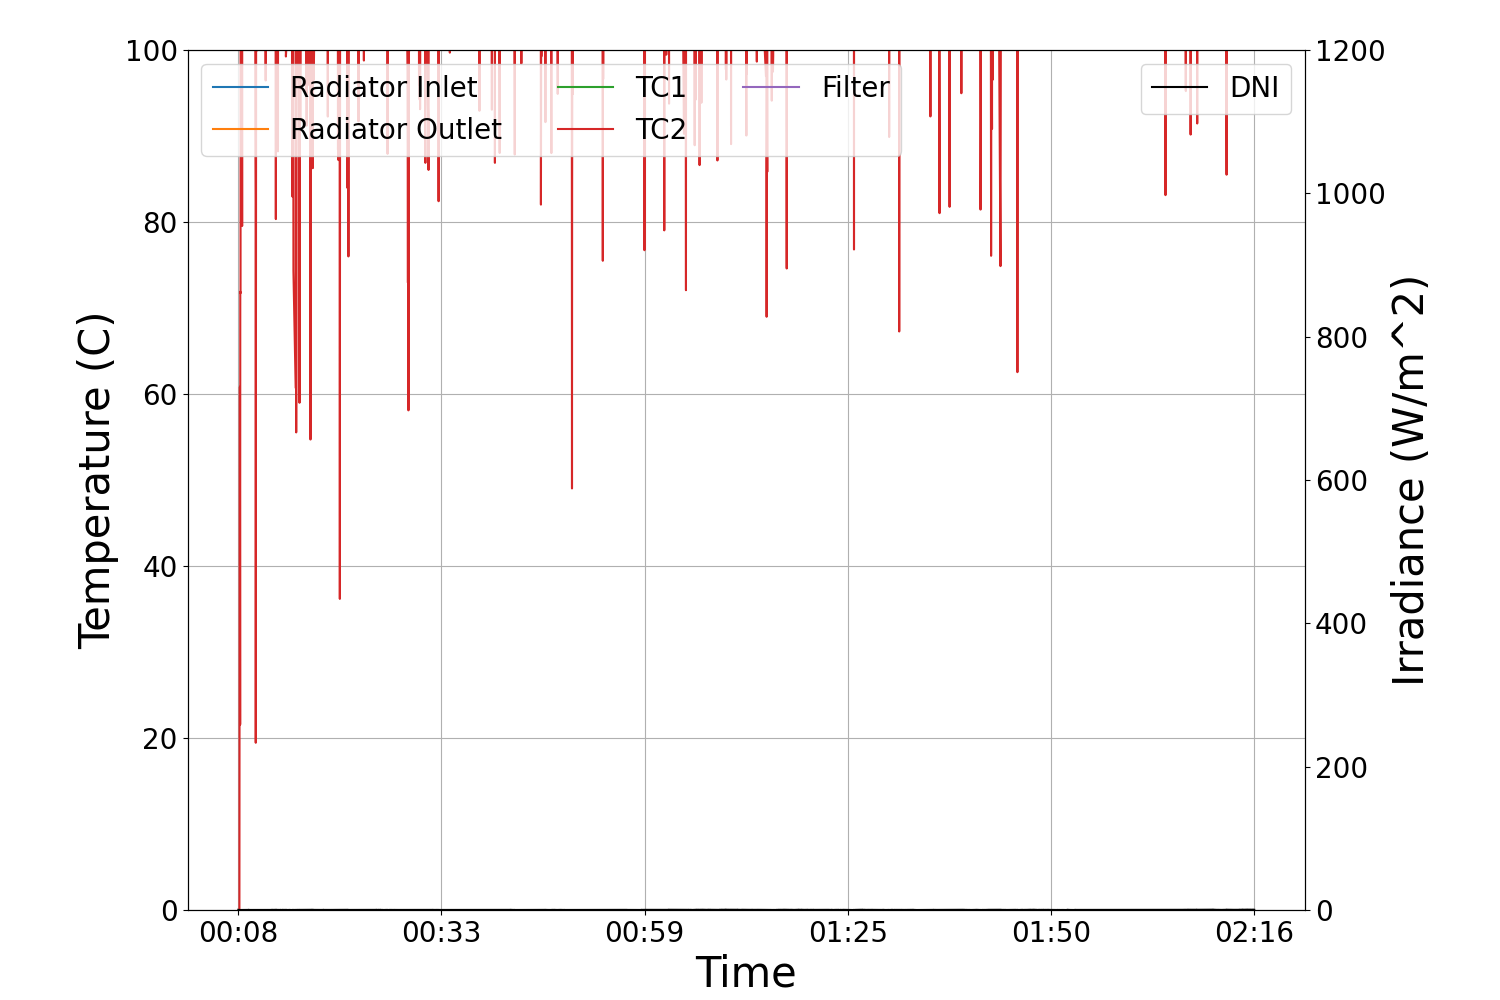 100
80
60
40
20
0
Temperature (C)
Radiator Inlet
Radiator Outlet
TC1
TC2
Filter
DNI
1200
1000
800
600
400
200
0
Irradiance (W/m^2)
00:08 00:33 00:59 01:25 01:50 02:16
Time